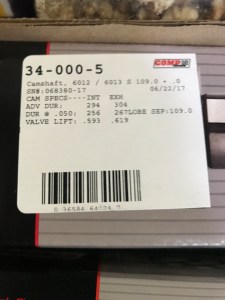 34-000-5
COMP
Camshaft, 6012 / 6013 S 109.0 + .0
SN#:068380-17 06/22/17
CAM SPECS----INT EXH
ADV DUR: 294 304
DUR @ .050: 256 267LOBE SEP:109.0
VALVE LIFT: .593 .619